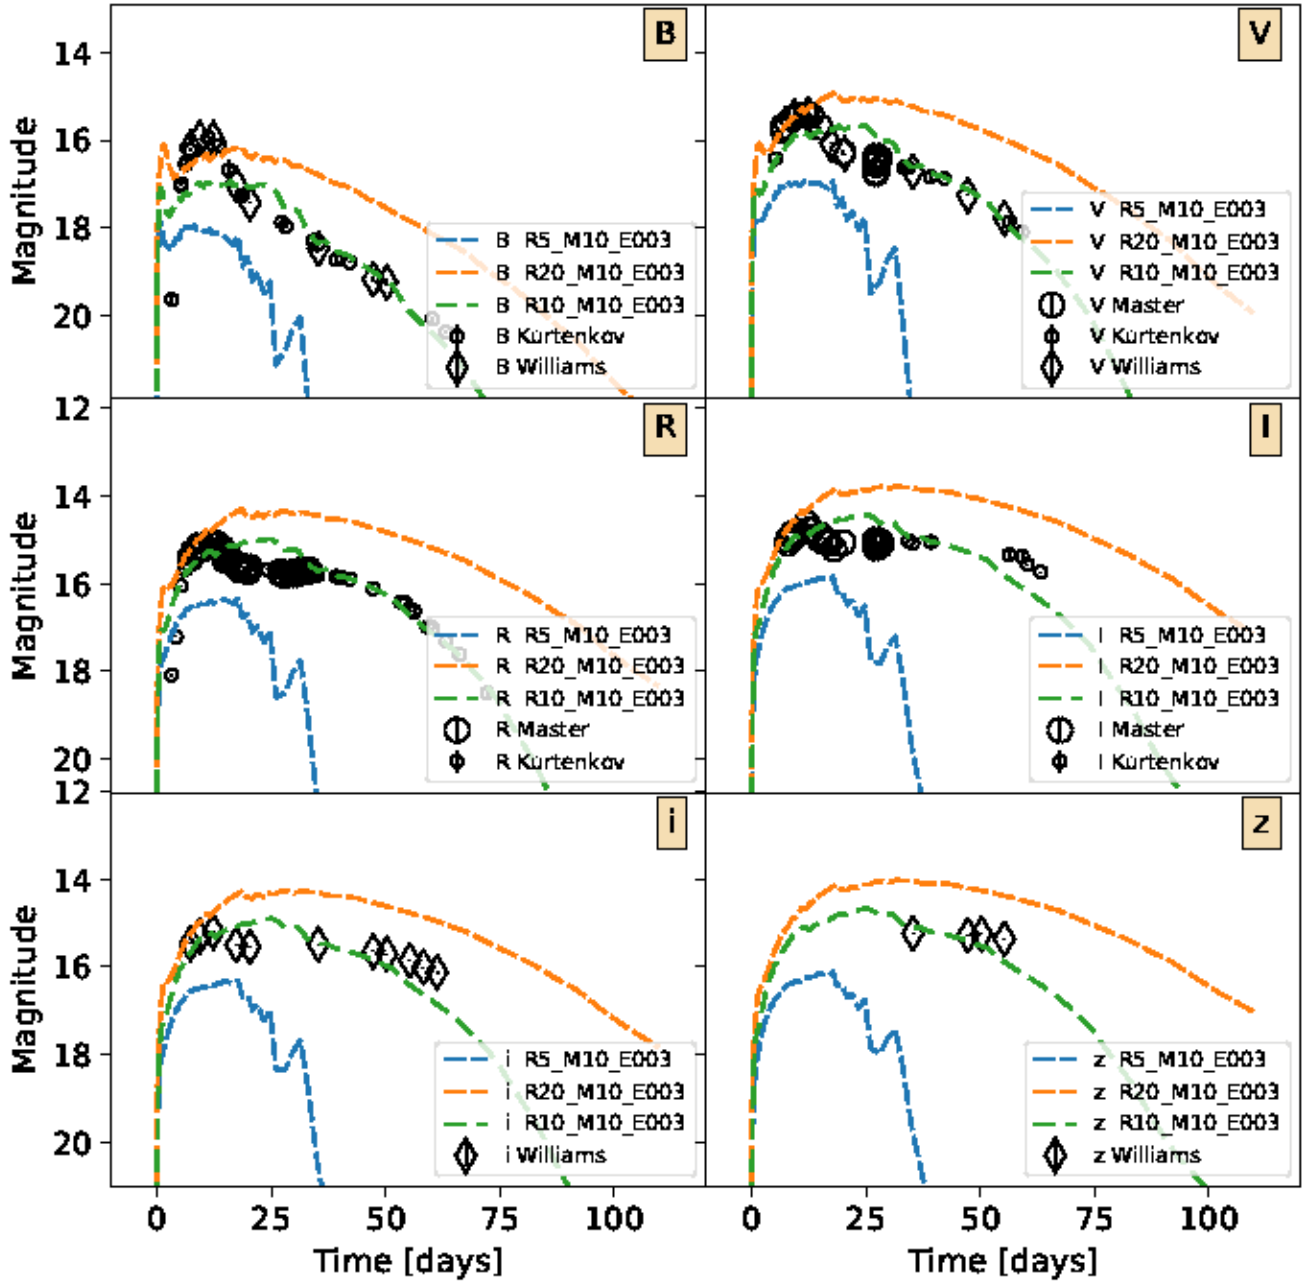 B
V
14
16
18
20
Magnitude
B R5_M10_E003
B R20_M10_E003
B R10_M10_E003
B Kurtenkov
B Williams
V R5_M10_E003
V R20_M10_E003
V R10_M10_E003
V Master
V Kurtenkov
V Williams
R
I
12
14
16
18
20
Magnitude
R R5_M10_E003
R R20_M10_E003
R R10_M10_E003
R Master
R Kurtenkov
I R5_M10_E003
I R20_M10_E003
I R10_M10_E003
I Master
I Kurtenkov
i
z
12
14
16
18
20
Magnitude
i R5_M10_E003
i R20_M10_E003
i R10_M10_E003
i Williams
z R5_M10_E003
z R20_M10_E003
z R10_M10_E003
z Williams
0 25 50 75 100
0 25 50 75 100
Time [days]
Time [days]